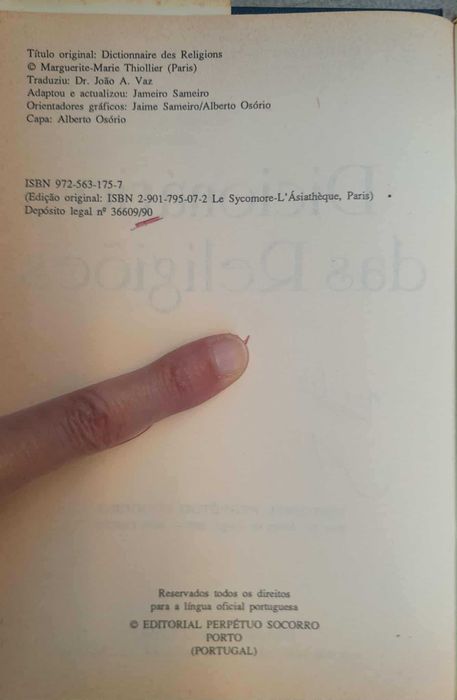 Título original: Dictionnaire des Religions
© Marguerite-Marie Thiollier (Paris)
Traduziu: Dr. João A. Vaz
Adaptou e actualizou: Jameiro Sameiro
Orientadores gráficos: Jaime Sameiro/Alberto Osório
Capa: Alberto Osório
ISBN 972-563-175-7
(Edição original: ISBN 2-901-795-07-2 Le Sycomore-L'Ásiathèque, Paris)
Depósito legal nº 36609/90
Dicionário
das Religiões
Reservados todos os direitos
para a língua oficial portuguesa
© EDITORIAL PERPÉTUO SOCORRO
PORTO
(PORTUGAL)